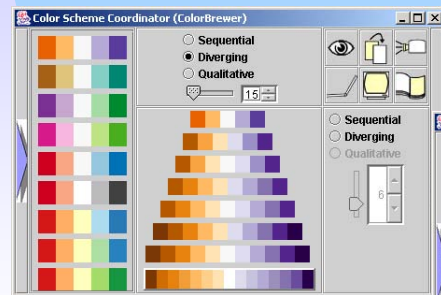 Color Scheme Coordinator (ColorBrewer)
Sequential
Diverging
Qualitative
15
Sequential
Diverging
Qualitative
6